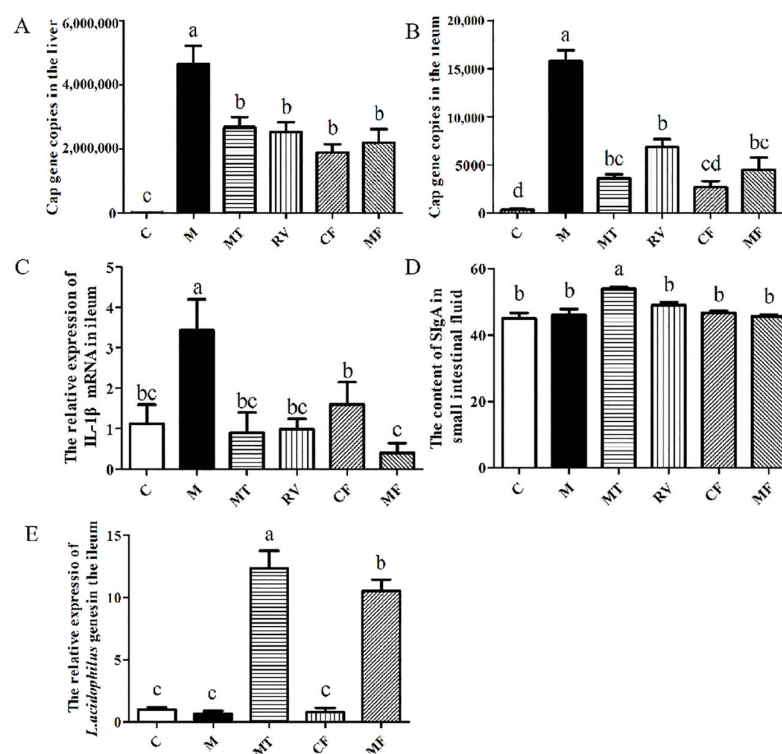 A
Cap gene copies in the liver
6,000,000
4,000,000
2,000,000
0
c
a
b
b
b
b
C
M
MT
RV
CF
MF
B
Cap gene copies in the ileum
20,000
15,000
10,000
5000
0
d
a
bc
b
cd
bc
C
M
MT
RV
CF
MF
C
The relative expression of
IL-1β mRNA in ileum
5
4
3
2
1
0
bc
a
bc
bc
b
c
C
M
MT
RV
CF
MF
D
The content of SIgA in
small intestinal fluid
60
40
20
0
b
b
a
b
b
b
C
M
MT
RV
CF
MF
E
The relative expressio of
L.acidophilus genesin the ileum
15
10
5
0
c
c
a
c
b
C
M
MT
CF
MF